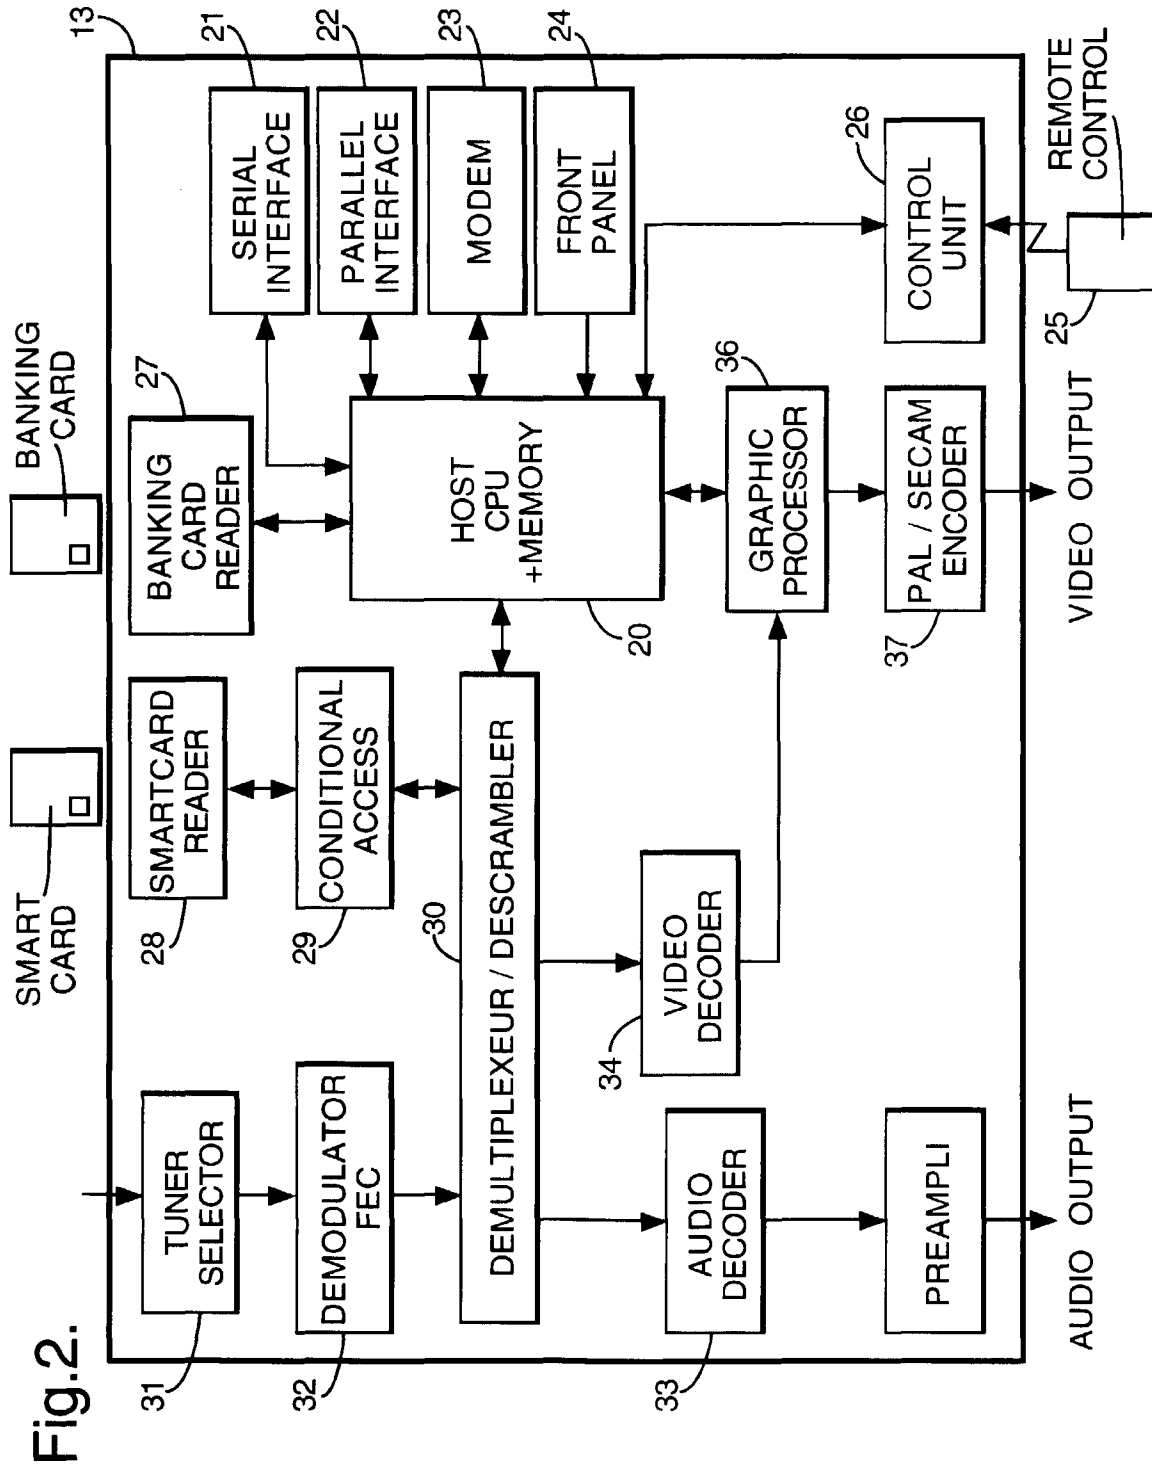 Fig.2.
SMART
CARD
BANKING
CARD
13
31
TUNER
SELECTOR
28
SMARTCARD
READER
BANKING
CARD
READER
27
SERIAL
INTERFACE
21
32
DEMODULATOR
FEC
29
CONDITIONAL
ACCESS
PARALLEL
INTERFACE
22
30
DEMULTIPLEXEUR / DESCRAMBLER
HOST
CPU
+MEMORY
20
MODEM
23
FRONT
PANEL
24
33
AUDIO
DECODER
34
VIDEO
DECODER
GRAPHIC
PROCESSOR
36
PREAMPLI
37
PAL / SECAM
ENCODER
CONTROL
UNIT
26
AUDIO OUTPUT
VIDEO OUTPUT
25
REMOTE
CONTROL